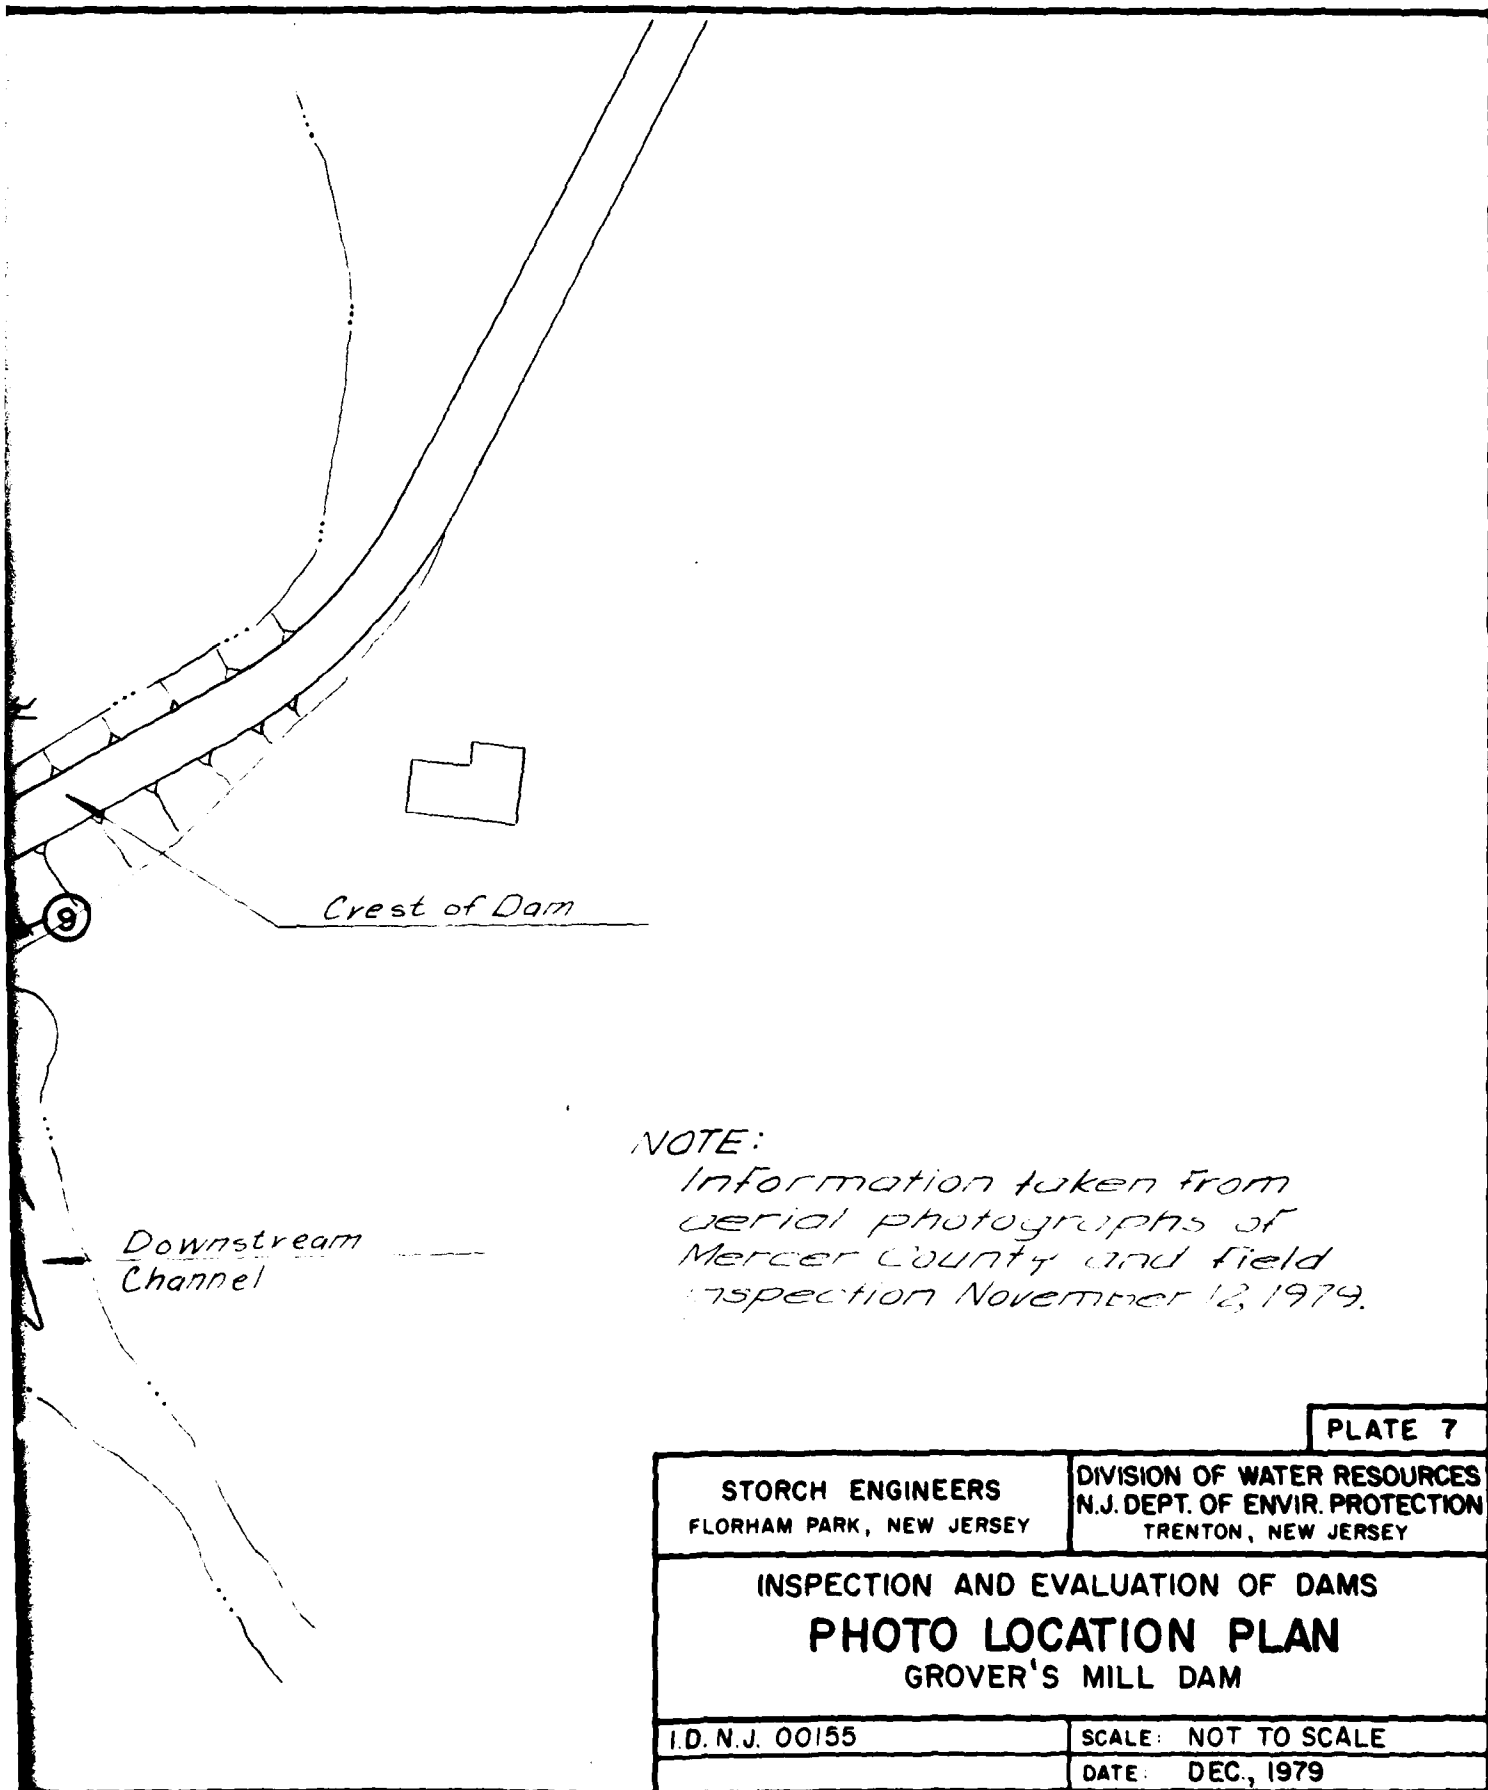 Crest of Dam
9
NOTE:
Information taken from
aerial photographs of
Mercer County and field
inspection November 12, 1979.
Downstream
Channel
PLATE 7
STORCH ENGINEERS
FLORHAM PARK, NEW JERSEY
DIVISION OF WATER RESOURCES
N.J. DEPT. OF ENVIR. PROTECTION
TRENTON, NEW JERSEY
INSPECTION AND EVALUATION OF DAMS
PHOTO LOCATION PLAN
GROVER'S MILL DAM
I.D. N.J. 00155
SCALE: NOT TO SCALE
DATE: DEC., 1979